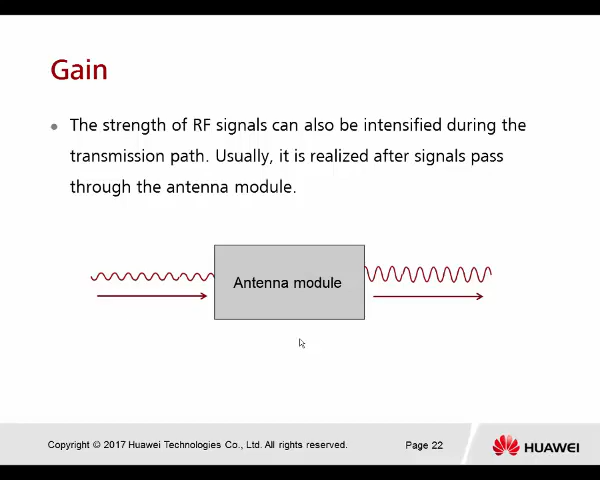 Gain
● The strength of RF signals can also be intensified during the
transmission path. Usually, it is realized after signals pass
through the antenna module.
Antenna module
Copyright © 2017 Huawei Technologies Co., Ltd. All rights reserved.
Page 22
HUAWEI